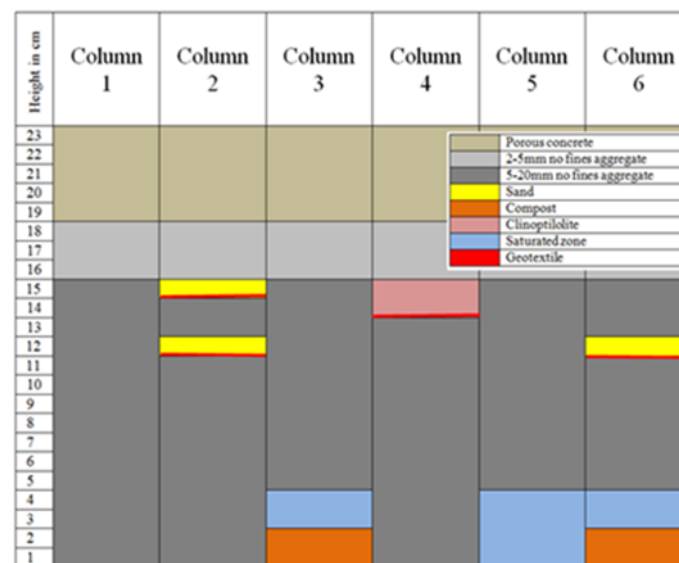 Height in cm
Column 1
Column 2
Column 3
Column 4
Column 5
Column 6
23
22
21
20
19
18
17
16
15
14
13
12
11
10
9
8
7
6
5
4
3
2
1
Porous concrete
2-5mm no fines aggregate
5-20mm no fines aggregate
Sand
Compost
Clinoptilolite
Saturated zone
Geotextile